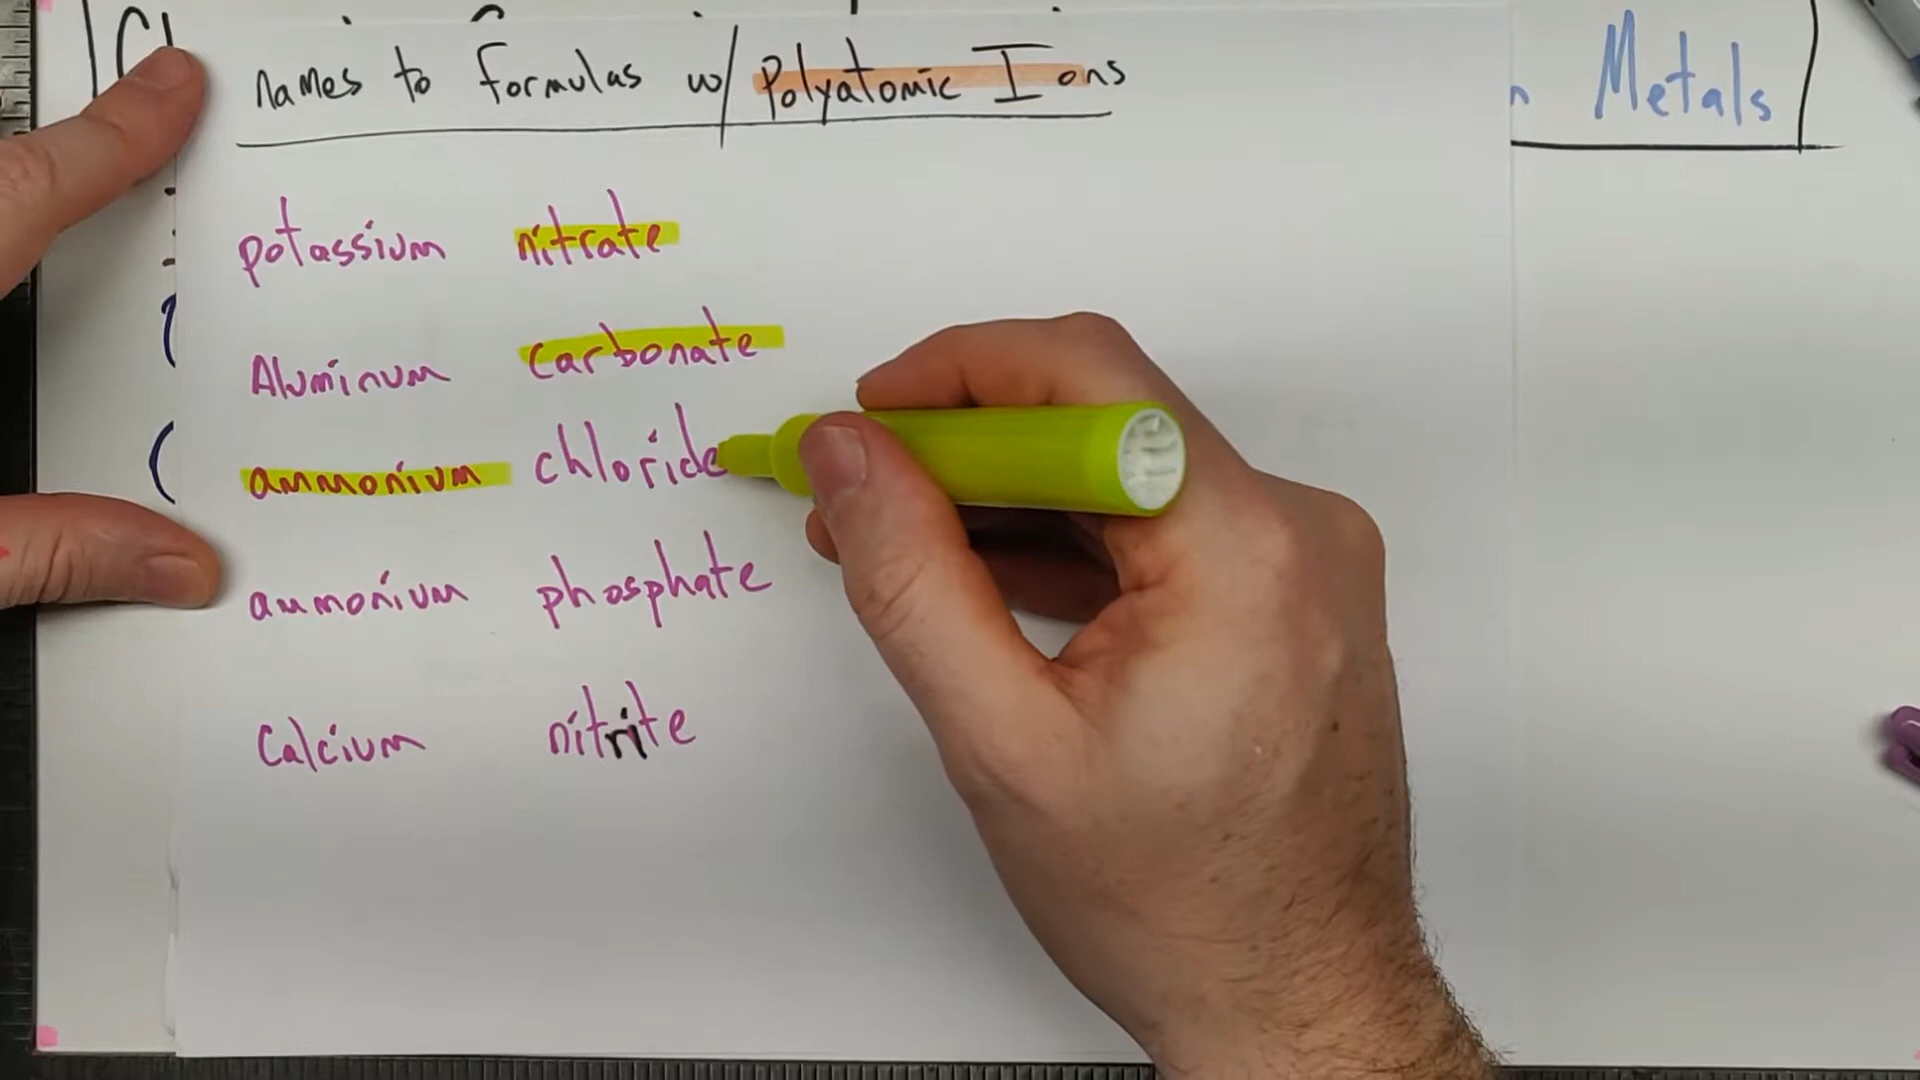 names to formulas w/ Polyatomic Ions
Metals
potassium nitrate
Aluminum carbonate
ammonium chloride
ammonium phosphate
Calcium nitrite